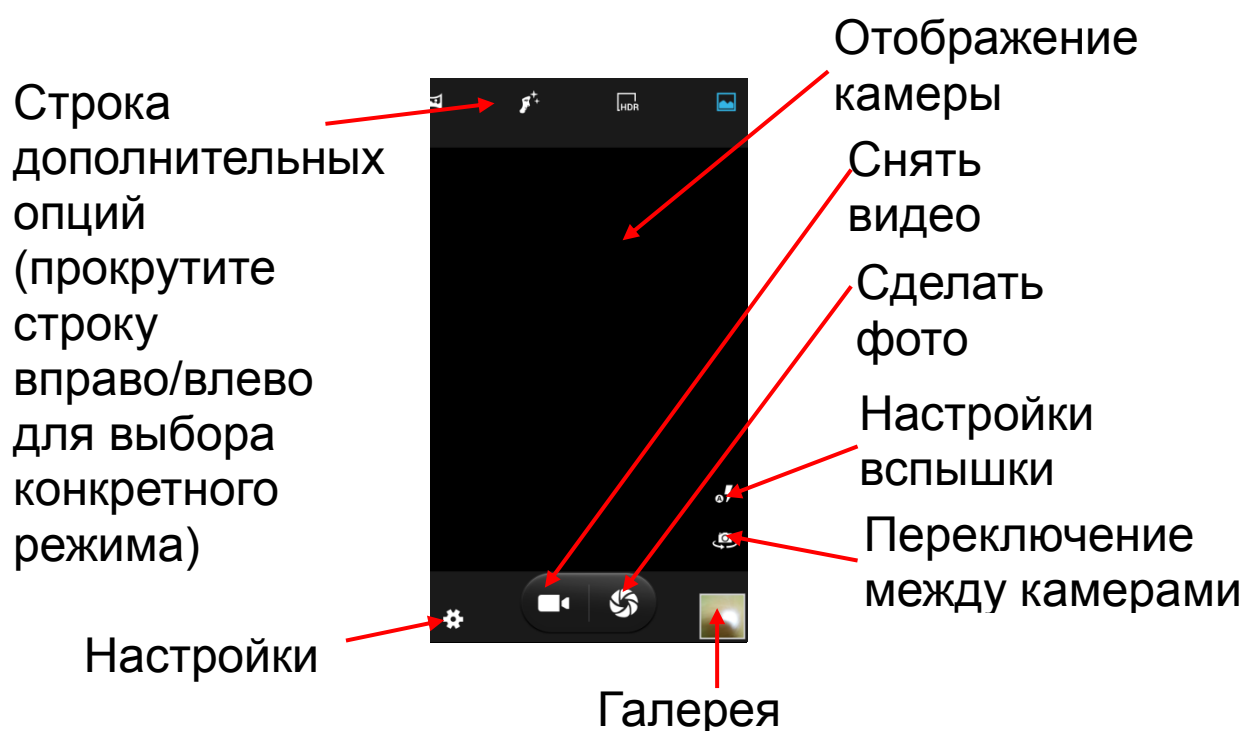 Строка
дополнительных
опций
(прокрутите
строку
вправо/влево
для выбора
конкретного
режима)
Настройки
HDR
A
Отображение
камеры
Снять
видео
Сделать
фото
Настройки
вспышки
Переключение
между камерами
Галерея